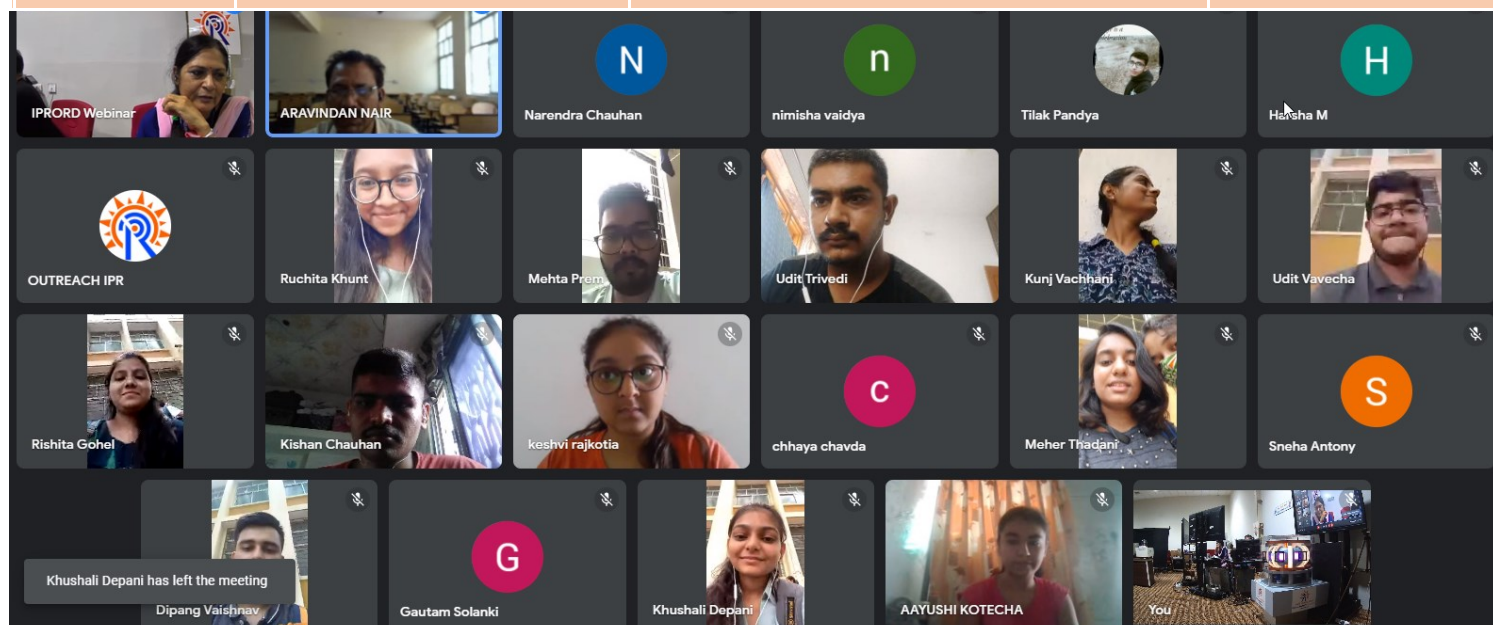 IPRORD Webinar
ARAVINDAN NAIR
N
Narendra Chauhan
n
nimisha vaidya
Tilak Pandya
H
Harsha M
OUTREACH IPR
Ruchita Khunt
Mehta Prem
Udit Trivedi
Kunj Vachhani
Udit Vavecha
Rishita Gohel
Kishan Chauhan
keshvi rajkotia
c
chhaya chavda
Meher Thadani
S
Sneha Antony
Khushali Depani has left the meeting
Dipang Vaishnav
G
Gautam Solanki
Khushali Depani
AAYUSHI KOTECHA
You